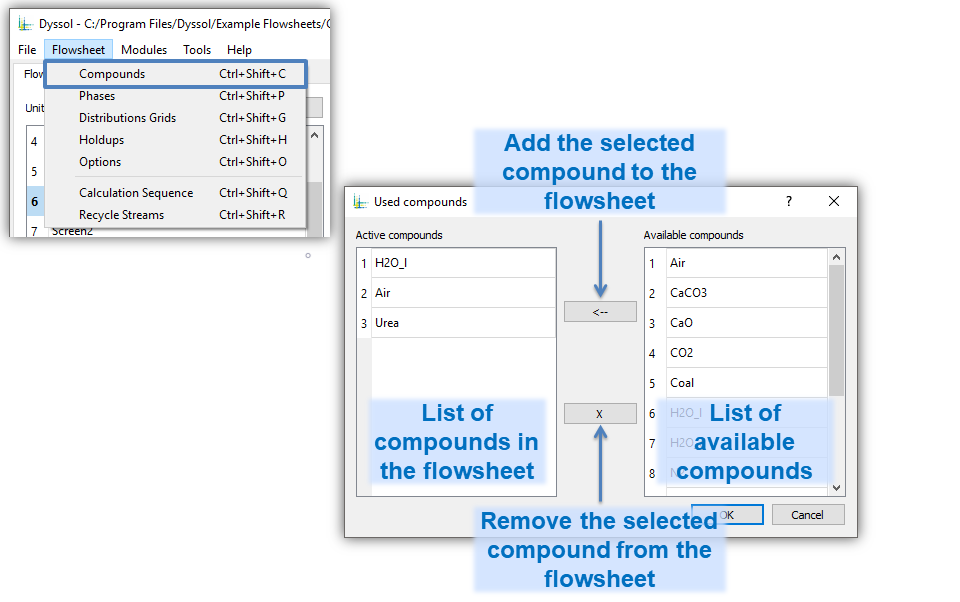 Dyssol - C:/Program Files/Dyssol/Example Flowsheets/
File Flowsheet Modules Tools Help
Flow
Compounds Ctrl+Shift+C
Unit
Phases Ctrl+Shift+P
Distributions Grids Ctrl+Shift+G
4
Holdups Ctrl+Shift+H
5
Options Ctrl+Shift+O
6
Calculation Sequence Ctrl+Shift+Q
Recycle Streams Ctrl+Shift+R
7 Screen2
Add the selected
compound to the
flowsheet
Used compounds ? X
Active compounds
1 H2O_l
2 Air
3 Urea
List of
compounds in
the flowsheet
<--
X
Remove the selected
compound from the
flowsheet
Available compounds
1 Air
2 CaCO3
3 CaO
4 CO2
5 Coal
6 H2O_l
7 H2O
8
List of
available
compounds
OK Cancel